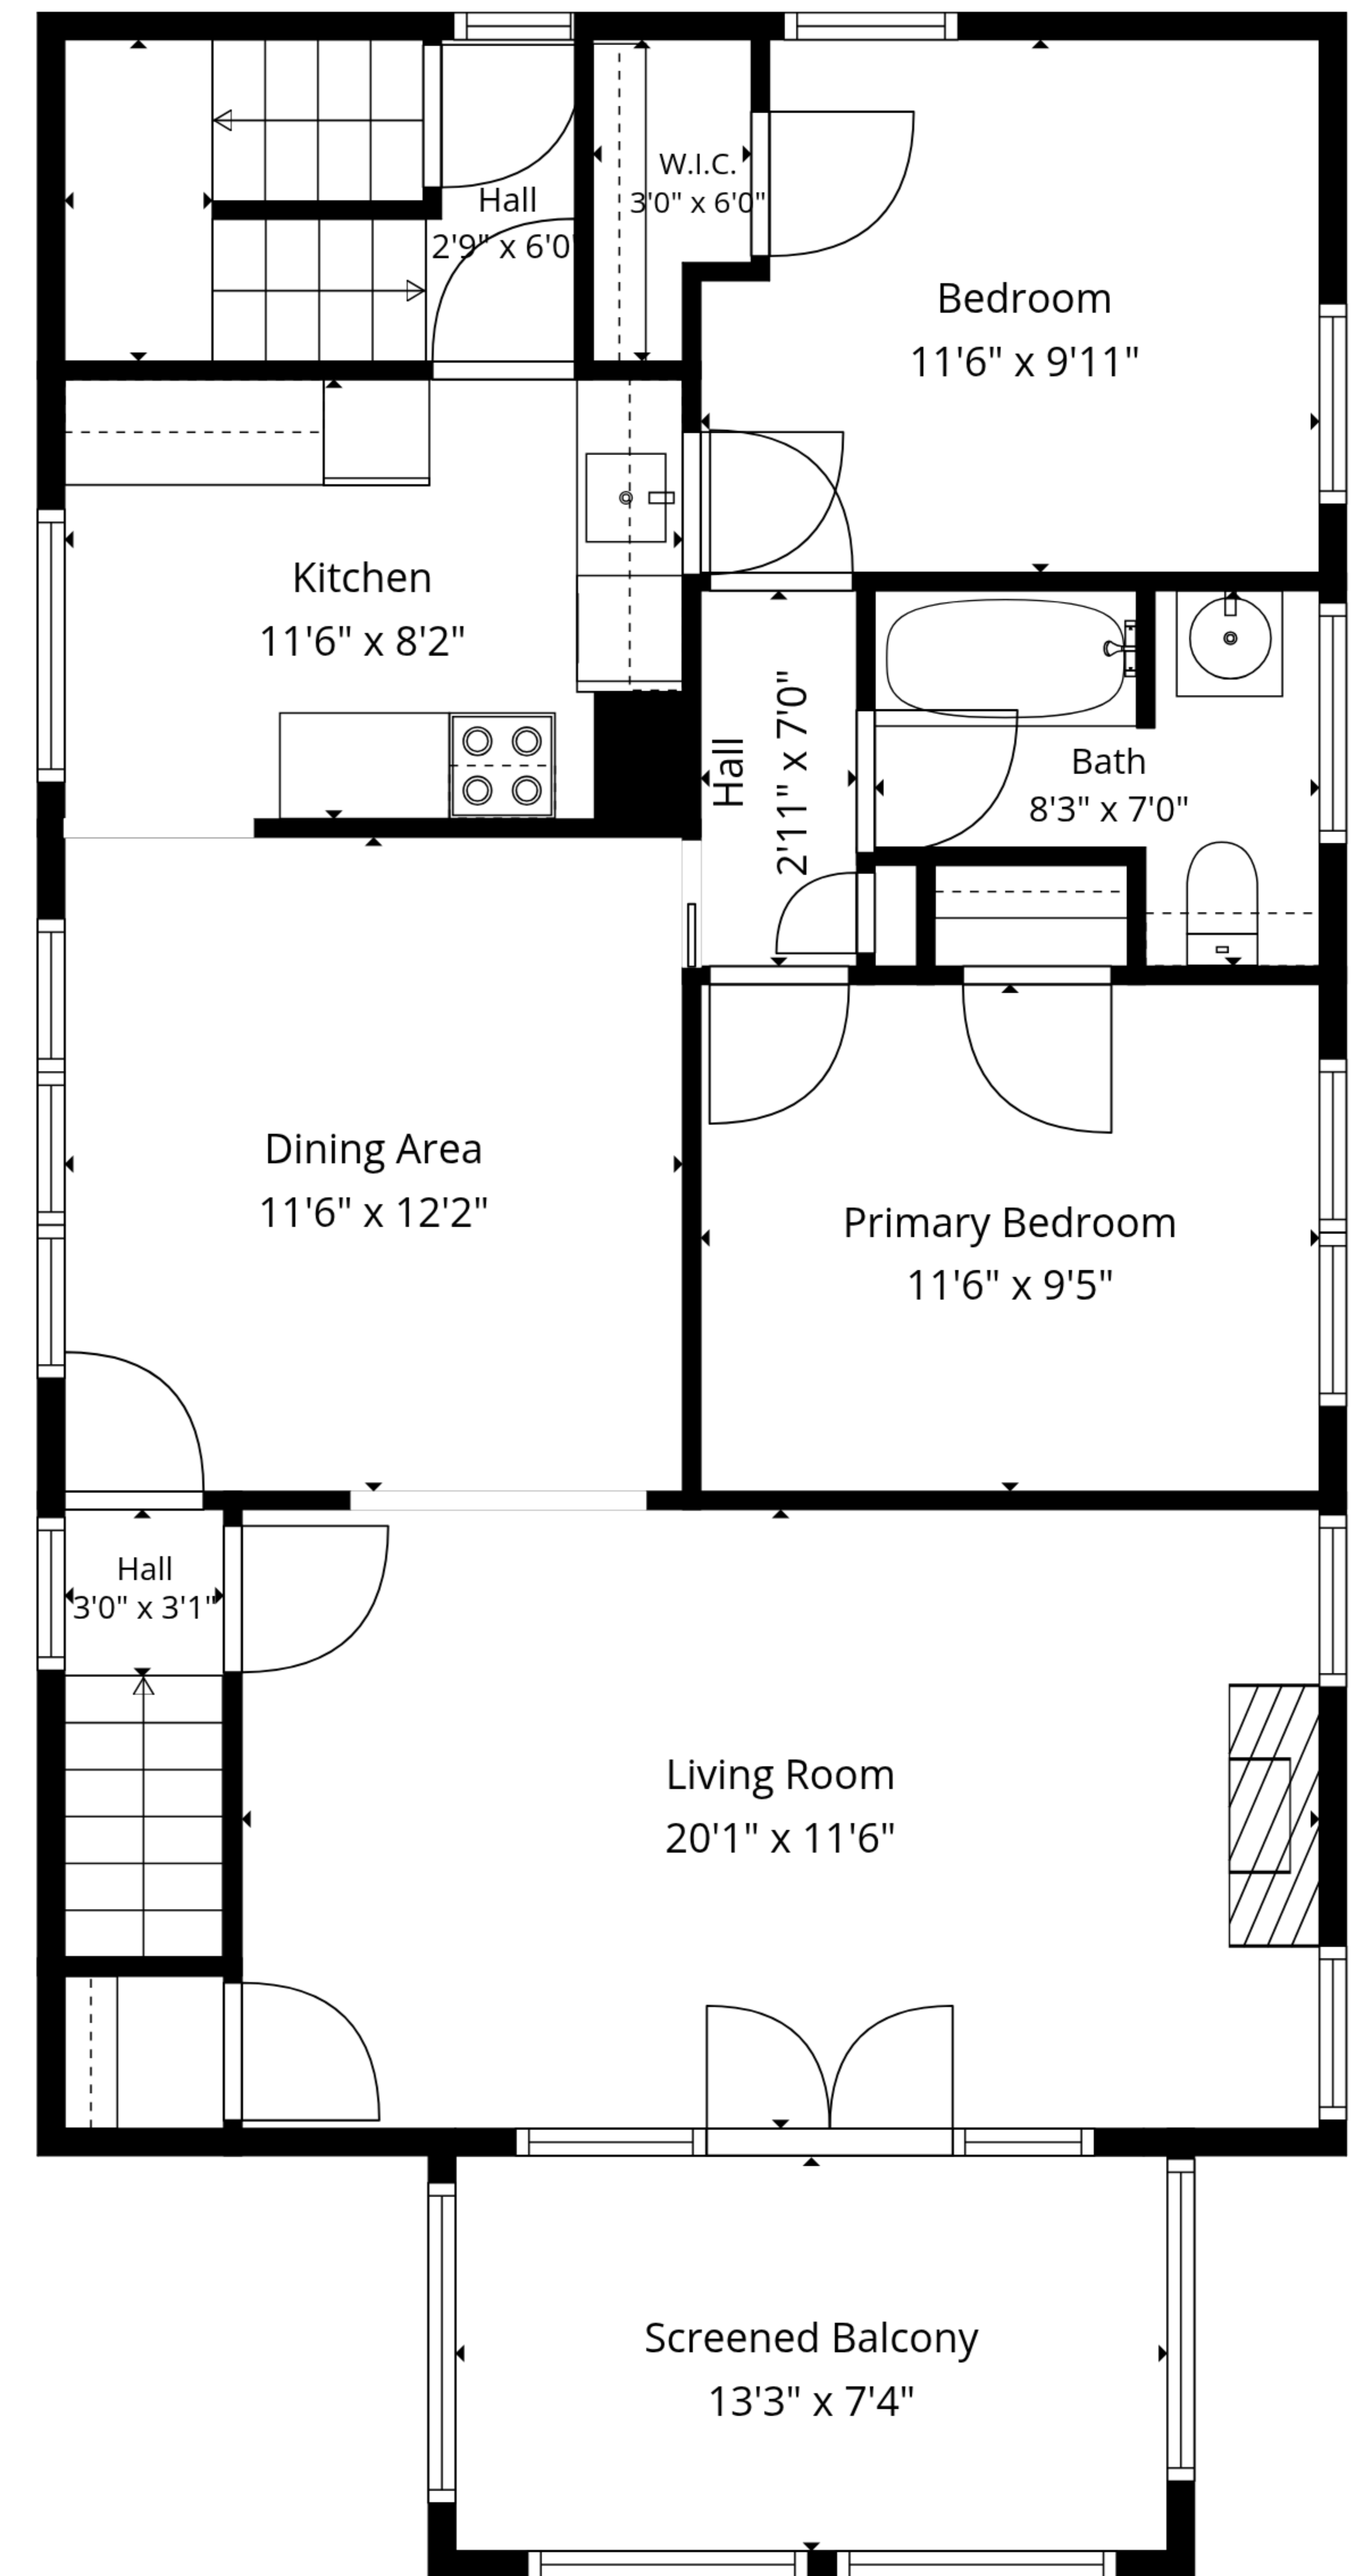 Hall
2'9" x 6'0
W.I.C.
3'0" x 6'0"
Bedroom
11'6" x 9'11"
Kitchen
11'6" x 8'2"
Hall
2'11" x 7'0"
Bath
8'3" x 7'0"
Dining Area
11'6" x 12'2"
Primary Bedroom
11'6" x 9'5"
Hall
3'0" x 3'1"
Living Room
20'1" x 11'6"
Screened Balcony
13'3" x 7'4"